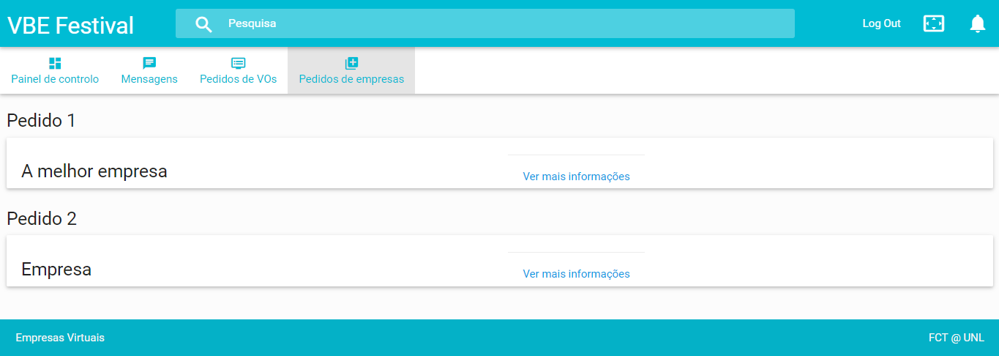 VBE Festival
Pesquisa
Log Out
Painel de controlo
Mensagens
Pedidos de VOs
Pedidos de empresas
Pedido 1
A melhor empresa
Ver mais informações
Pedido 2
Empresa
Ver mais informações
Empresas Virtuais
FCT @ UNL